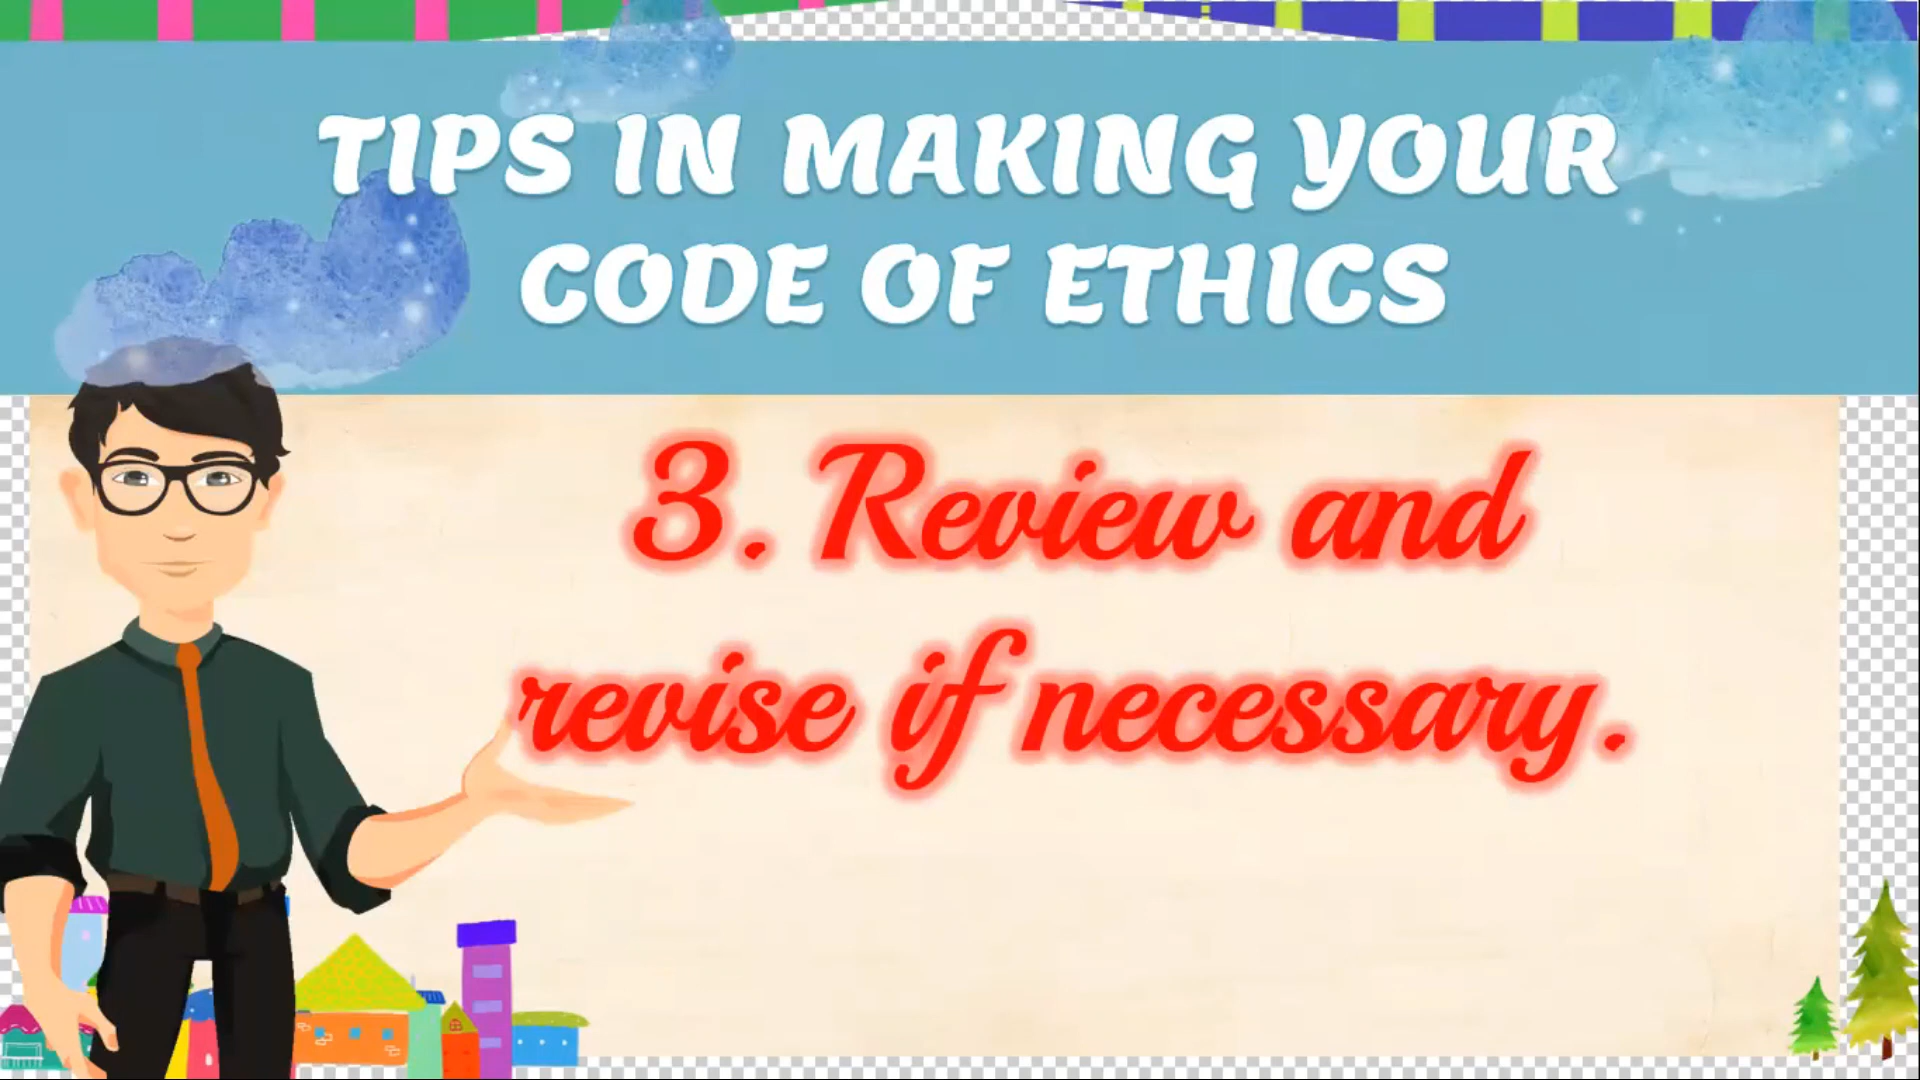 TIPS IN MAKING YOUR
CODE OF ETHICS
3. Review and
revise if necessary.